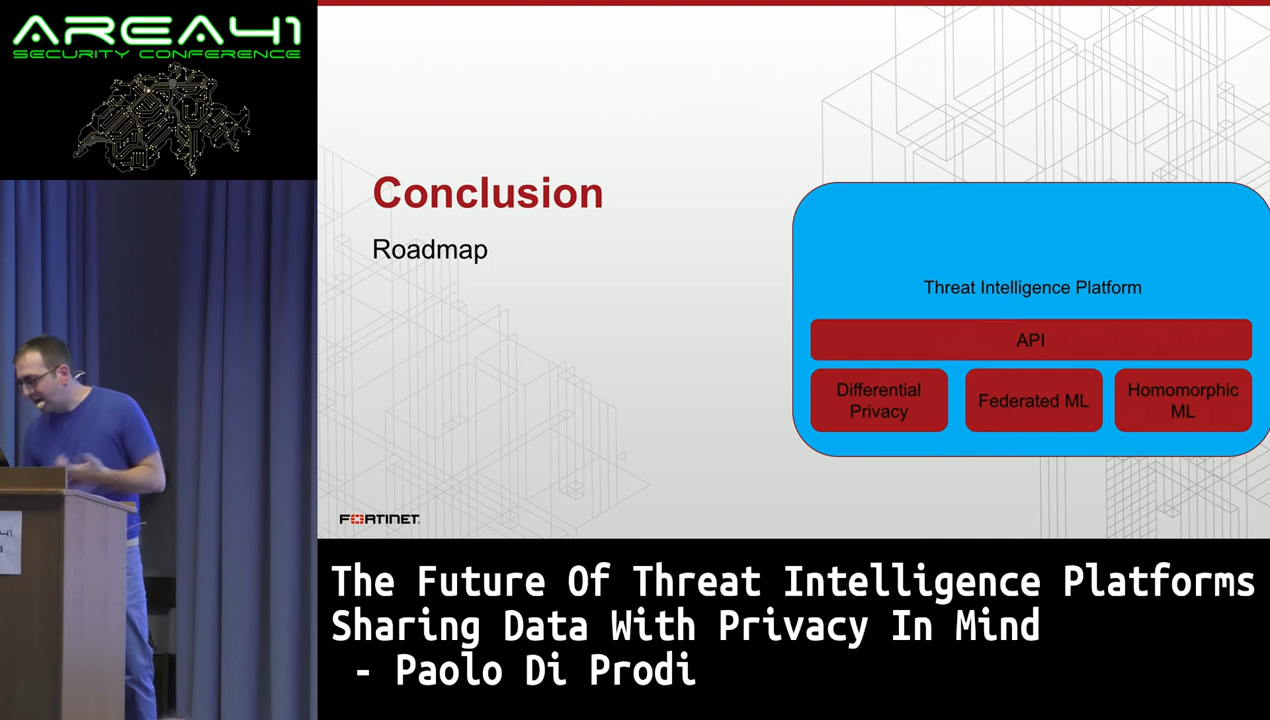 AREA41
SECURITY CONFERENCE
Conclusion
Roadmap
Threat Intelligence Platform
API
Differential
Privacy
Federated ML
Homomorphic
ML
FORTINET
The Future Of Threat Intelligence Platforms
Sharing Data With Privacy In Mind
- Paolo Di Prodi